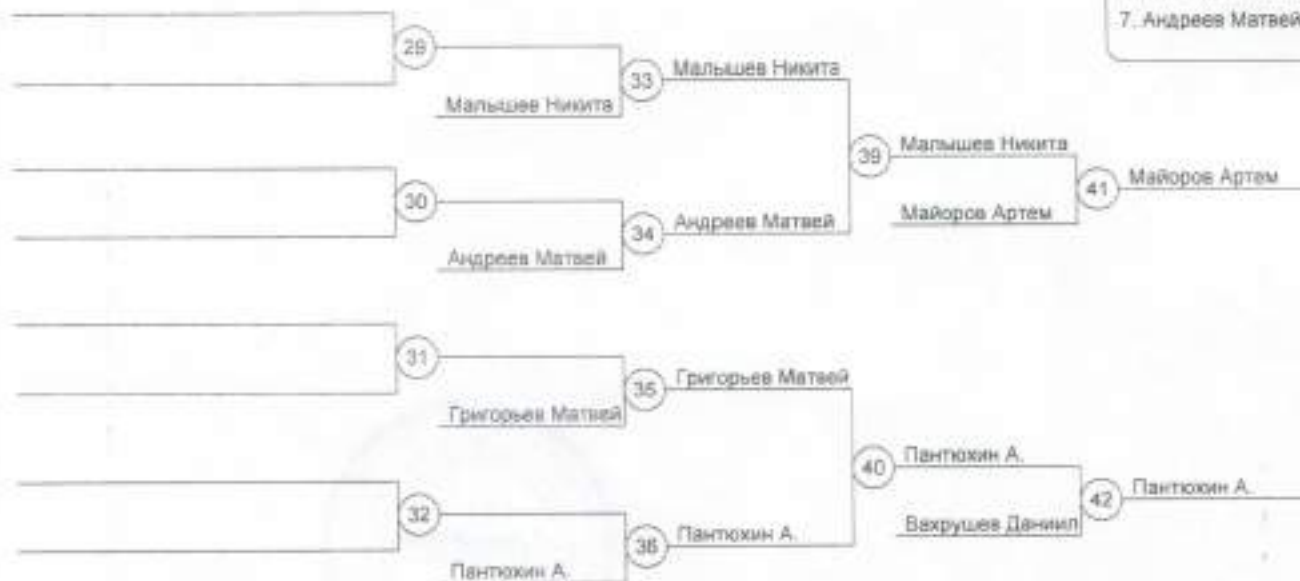 7. Андреев Матвей
29
33
Малышев Никита
Малышев Никита
39
Малышев Никита
41
Майоров Артем
30
Майоров Артем
34
Андреев Матвей
Андреев Матвей
31
35
Григорьев Матвей
Григорьев Матвей
40
Пантюхин А.
42
Пантюхин А.
32
Вахрушев Даниил
36
Пантюхин А.
Пантюхин А.